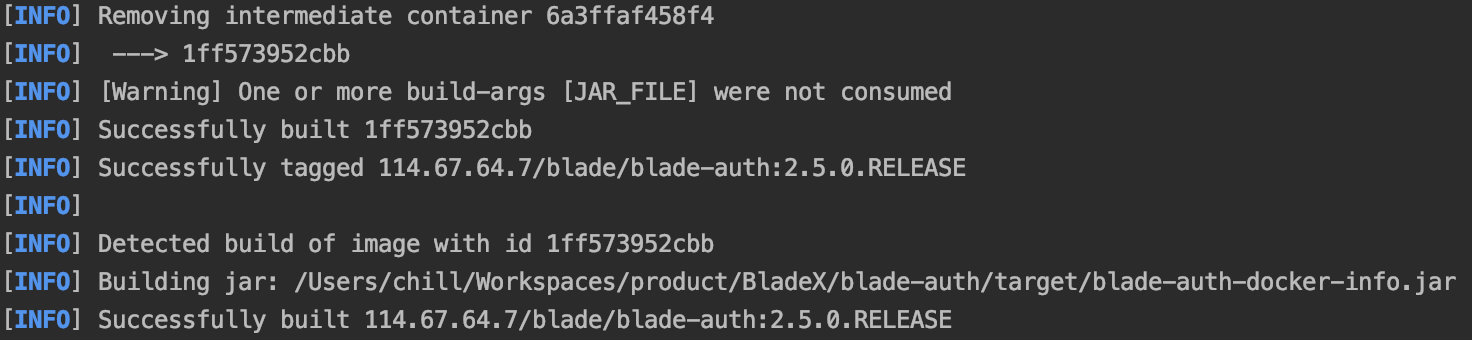 [INFO] Removing intermediate container 6a3ffaf458f4
[INFO]  ---> 1ff573952cbb
[INFO] [Warning] One or more build-args [JAR_FILE] were not consumed
[INFO] Successfully built 1ff573952cbb
[INFO] Successfully tagged 114.67.64.7/blade/blade-auth:2.5.0.RELEASE
[INFO]
[INFO] Detected build of image with id 1ff573952cbb
[INFO] Building jar: /Users/chill/Workspaces/product/BladeX/blade-auth/target/blade-auth-docker-info.jar
[INFO] Successfully built 114.67.64.7/blade/blade-auth:2.5.0.RELEASE